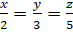 x/2 = y/3 = z/5